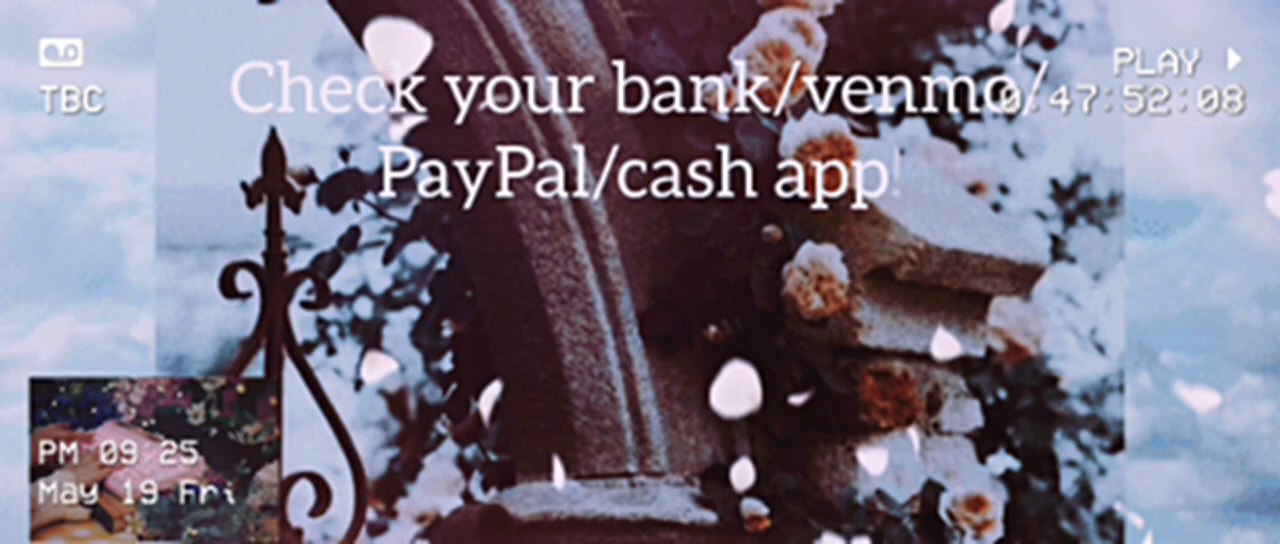 TBC
PLAY
0:47:52:08
Check your bank/venmo/
PayPal/cash app!
PM 09 25
May 19 Fri